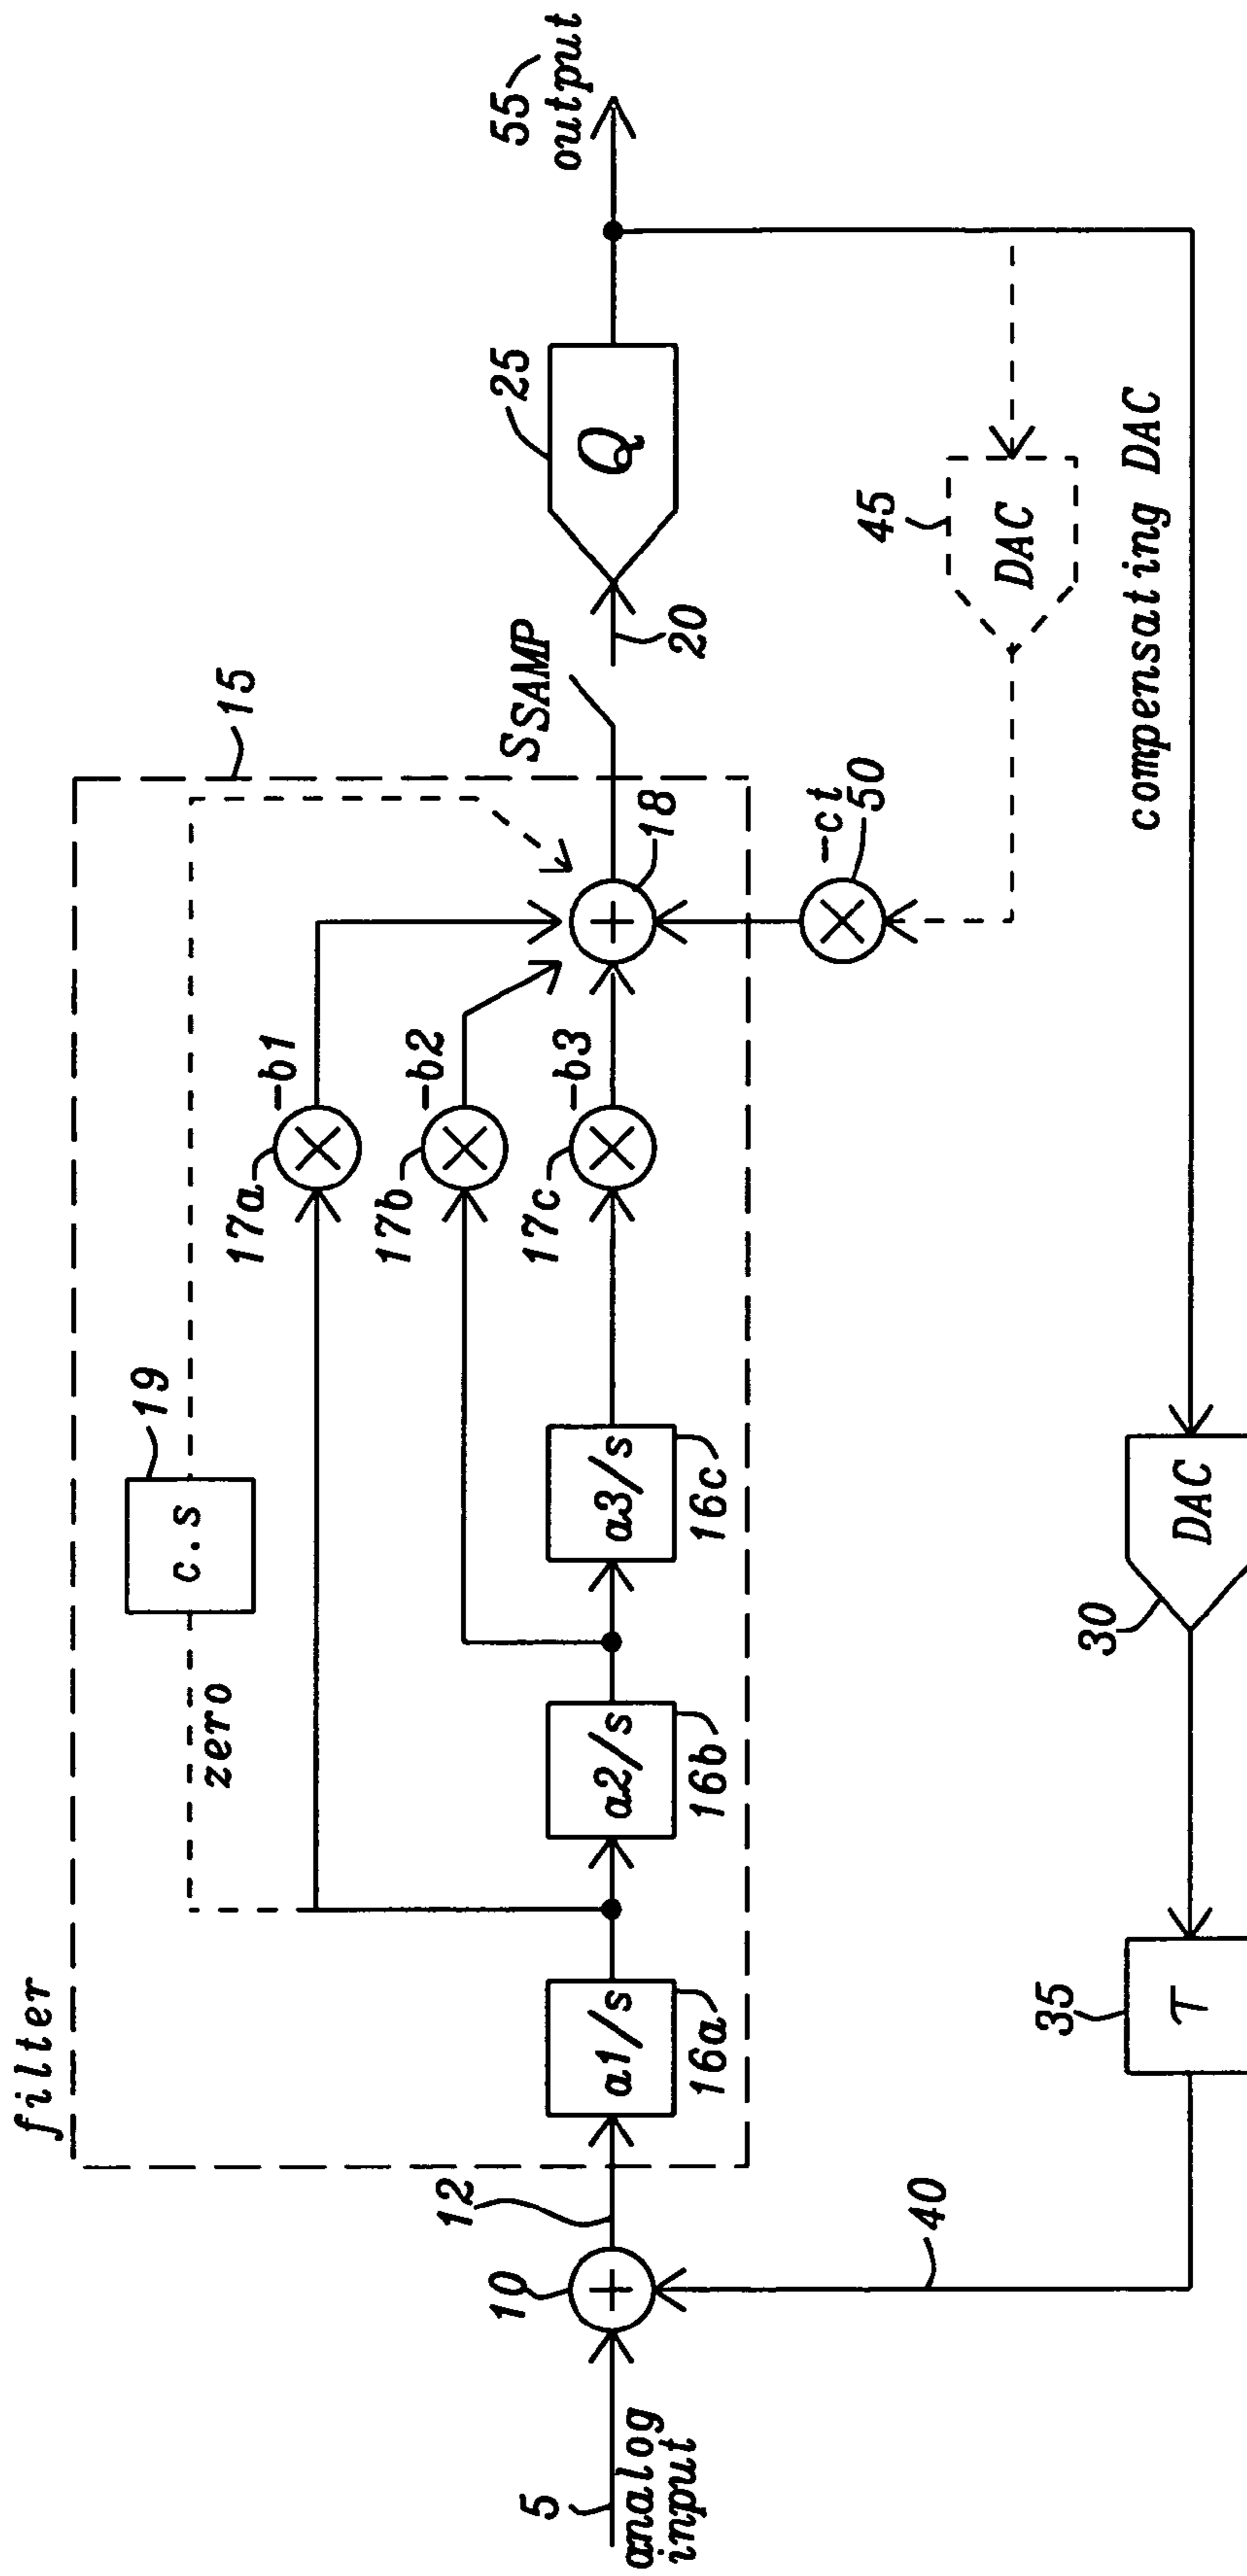 filter
15
zero
19
c.s
17a
-b1
17b
-b2
17c
-b3
SSAMP
55
output
5
analog
input
10
+
12
a1/s
16a
a2/s
16b
a3/s
16c
+
18
20
25
Q
-ct
50
45
DAC
compensating DAC
40
35
τ
30
DAC